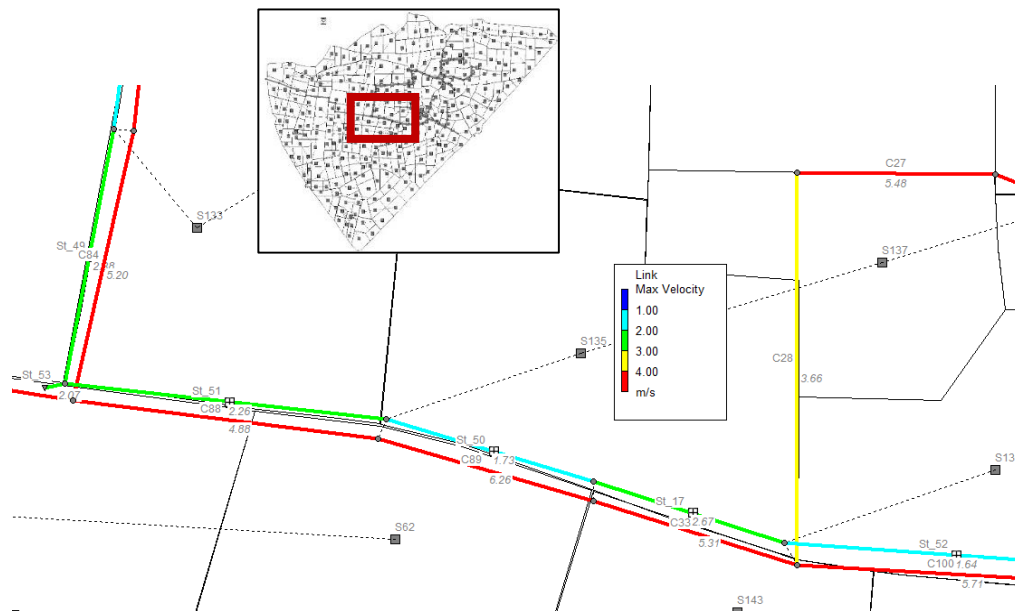 C27
5.48
S133
St_49
C84
5.20
S137
Link
Max Velocity
1.00
2.00
3.00
4.00
m/s
S135
C28
3.66
St_53
2.07
St_51
C88
2.26
4.88
St_50
C89
1.73
6.26
S13
St_17
C33
2.67
5.31
S62
St_52
C100
1.64
5.71
S143